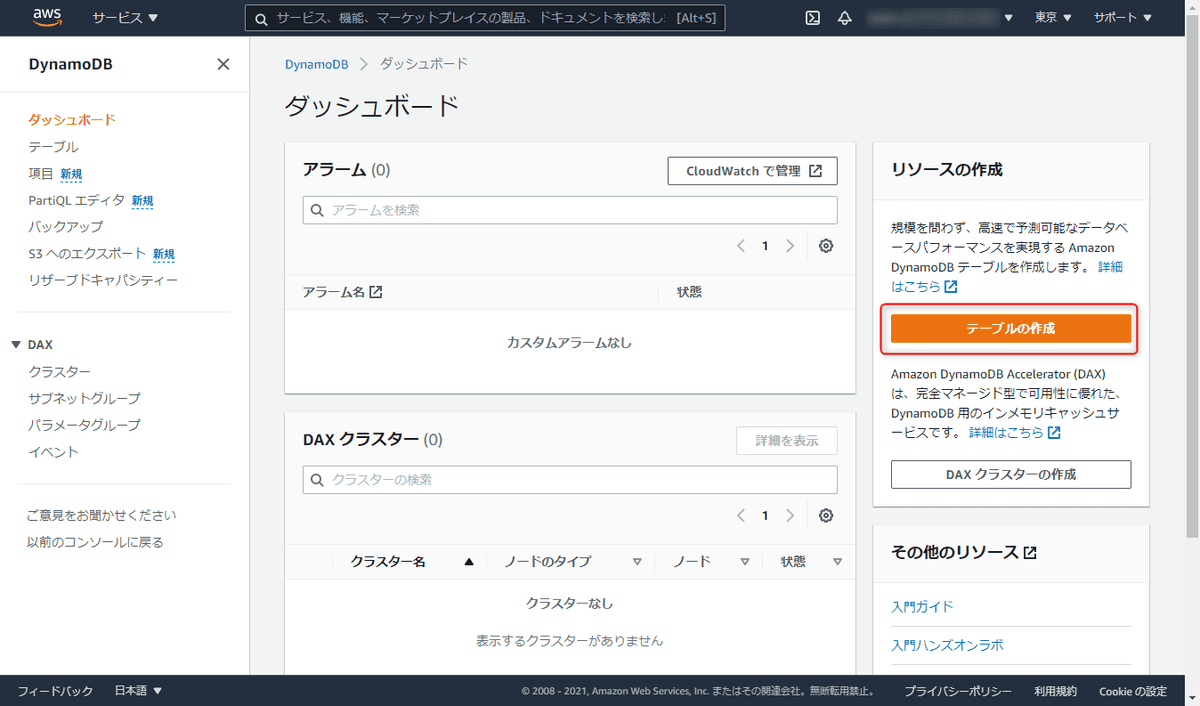 aws
サービス
サービス、機能、マーケットプレイスの製品、ドキュメントを検索し [Alt+S]
東京
サポート
DynamoDB
ダッシュボード
テーブル
項目 新規
PartiQL エディタ 新規
バックアップ
S3 へのエクスポート 新規
リザーブドキャパシティー
DAX
クラスター
サブネットグループ
パラメータグループ
イベント
ご意見をお聞かせください
以前のコンソールに戻る
DynamoDB
ダッシュボード
ダッシュボード
アラーム (0)
CloudWatch で管理
アラームを検索
1
アラーム名
状態
カスタムアラームなし
DAX クラスター (0)
詳細を表示
クラスターの検索
1
クラスター名
ノードのタイプ
ノード
状態
クラスターなし
表示するクラスターがありません
リソースの作成
規模を問わず、高速で予測可能なデータベ
ースパフォーマンスを実現する Amazon
DynamoDB テーブルを作成します。 詳細
はこちら
テーブルの作成
Amazon DynamoDB Accelerator (DAX)
は、完全マネージド型で可用性に優れた、
DynamoDB 用のインメモリキャッシュサ
ービスです。 詳細はこちら
DAX クラスターの作成
その他のリソース
入門ガイド
入門ハンズオンラボ
フィードバック
日本語
© 2008 - 2021, Amazon Web Services, Inc. またはその関連会社。無断転用禁止。
プライバシーポリシー
利用規約
Cookie の設定